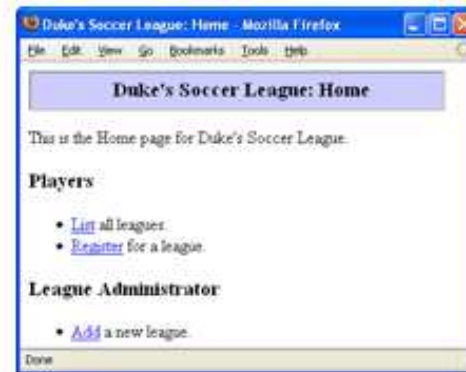 Duke's Soccer League: Home - Mozilla Firefox
File Edit View Go Bookmarks Tools Help
Duke's Soccer League: Home
This is the Home page for Duke's Soccer League.
Players
• List all leagues.
• Register for a league.
League Administrator
• Add a new league.
Done